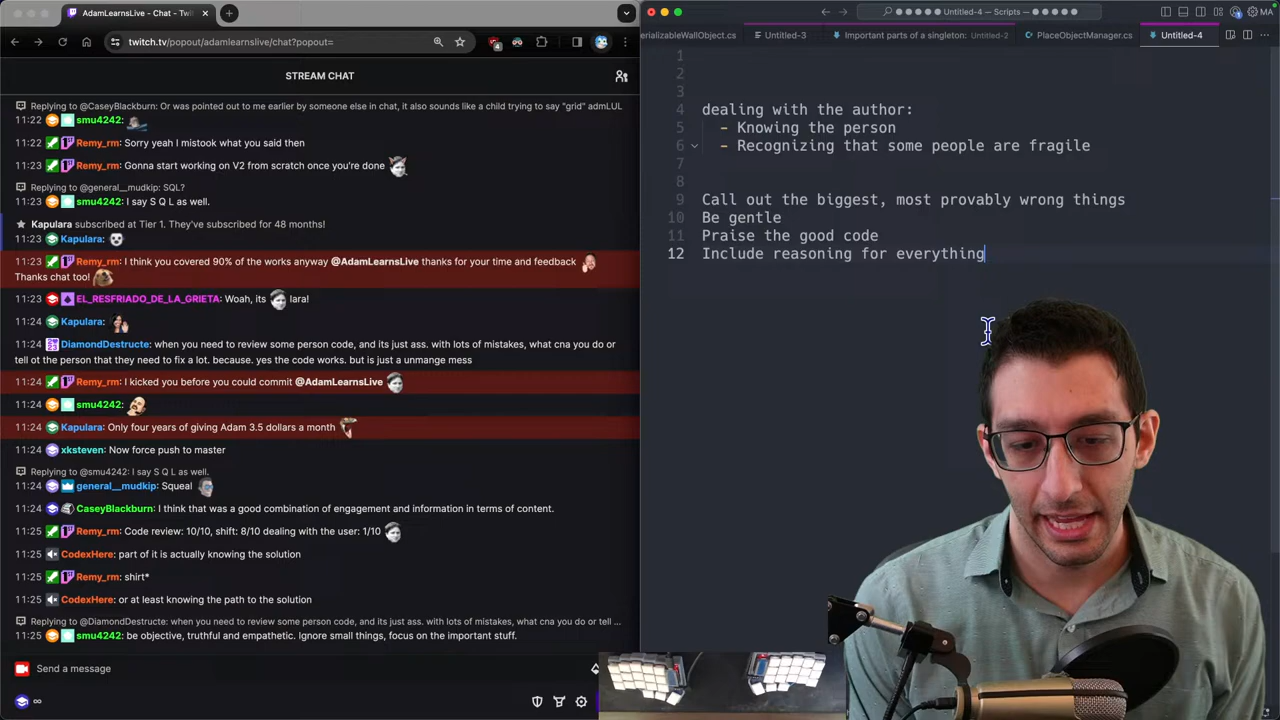 AdamLearnsLive - Chat - Twi
twitch.tv/popout/adamlearnslive/chat?popout=
STREAM CHAT
Replying to @CaseyBlackburn: Or was pointed out to me earlier by someone else in chat, it also sounds like a child trying to say "grid" admLUL
11:22 smu4242:
11:22 Remy_rm: Sorry yeah I mistook what you said then
11:23 Remy_rm: Gonna start working on V2 from scratch once you're done
Replying to @general__mudkip: SQL?
11:23 smu4242: I say S Q L as well.
Kapulara subscribed at Tier 1. They've subscribed for 48 months!
11:23 Kapulara:
11:23 Remy_rm: I think you covered 90% of the works anyway @AdamLearnsLive thanks for your time and feedback
Thanks chat too!
11:23 EL_RESFRIADO_DE_LA_GRIETA: Woah, its lara!
11:24 Kapulara:
11:24 DiamondDestructe: when you need to review some person code, and its just ass. with lots of mistakes, what cna you do or
tell ot the person that they need to fix a lot. because. yes the code works. but is just a unmange mess
11:24 Remy_rm: I kicked you before you could commit @AdamLearnsLive
11:24 smu4242:
11:24 Kapulara: Only four years of giving Adam 3.5 dollars a month
11:24 xksteven: Now force push to master
Replying to @smu4242: I say S Q L as well.
11:24 general__mudkip: Squeal
11:24 CaseyBlackburn: I think that was a good combination of engagement and information in terms of content.
11:25 Remy_rm: Code review: 10/10, shift: 8/10 dealing with the user: 1/10
11:25 CodexHere: part of it is actually knowing the solution
11:25 Remy_rm: shirt*
11:25 CodexHere: or at least knowing the path to the solution
Replying to @DiamondDestructe: when you need to review some person code, and its just ass. with lots of mistakes, what cna you do or tell ...
11:25 smu4242: be objective, truthful and empathetic. Ignore small things, focus on the important stuff.
Send a message
∞
Untitled-4 — Scripts
MA
erializableWallObject.cs
Untitled-3
Important parts of a singleton: Untitled-2
PlaceObjectManager.cs
Untitled-4
1
2
3
4 dealing with the author:
5 - Knowing the person
6 - Recognizing that some people are fragile
7
8
9 Call out the biggest, most provably wrong things
10 Be gentle
11 Praise the good code
12 Include reasoning for everything